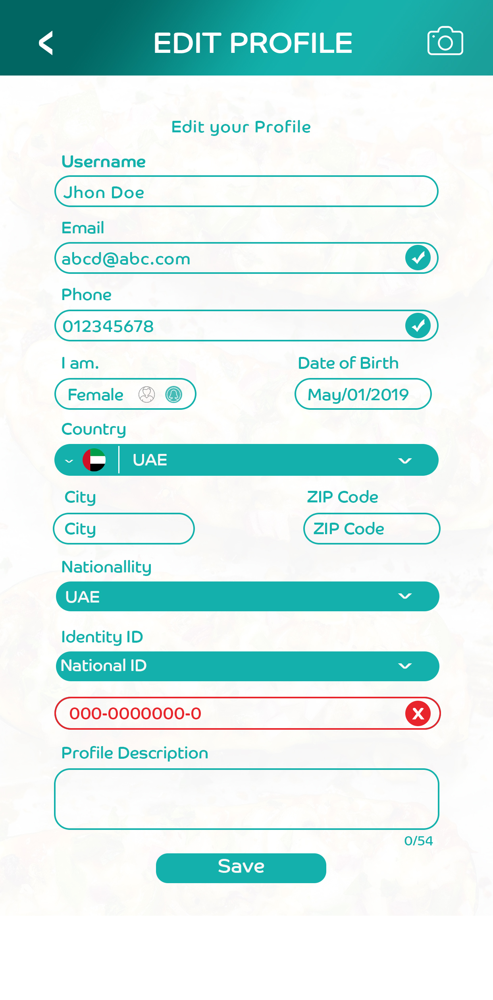 EDIT PROFILE
Edit your Profile
Username
Jhon Doe
Email
abcd@abc.com
Phone
012345678
I am.
Date of Birth
Female
May/01/2019
Country
UAE
City
ZIP Code
City
ZIP Code
Nationallity
UAE
Identity ID
National ID
000-0000000-0
Profile Description
0/54
Save